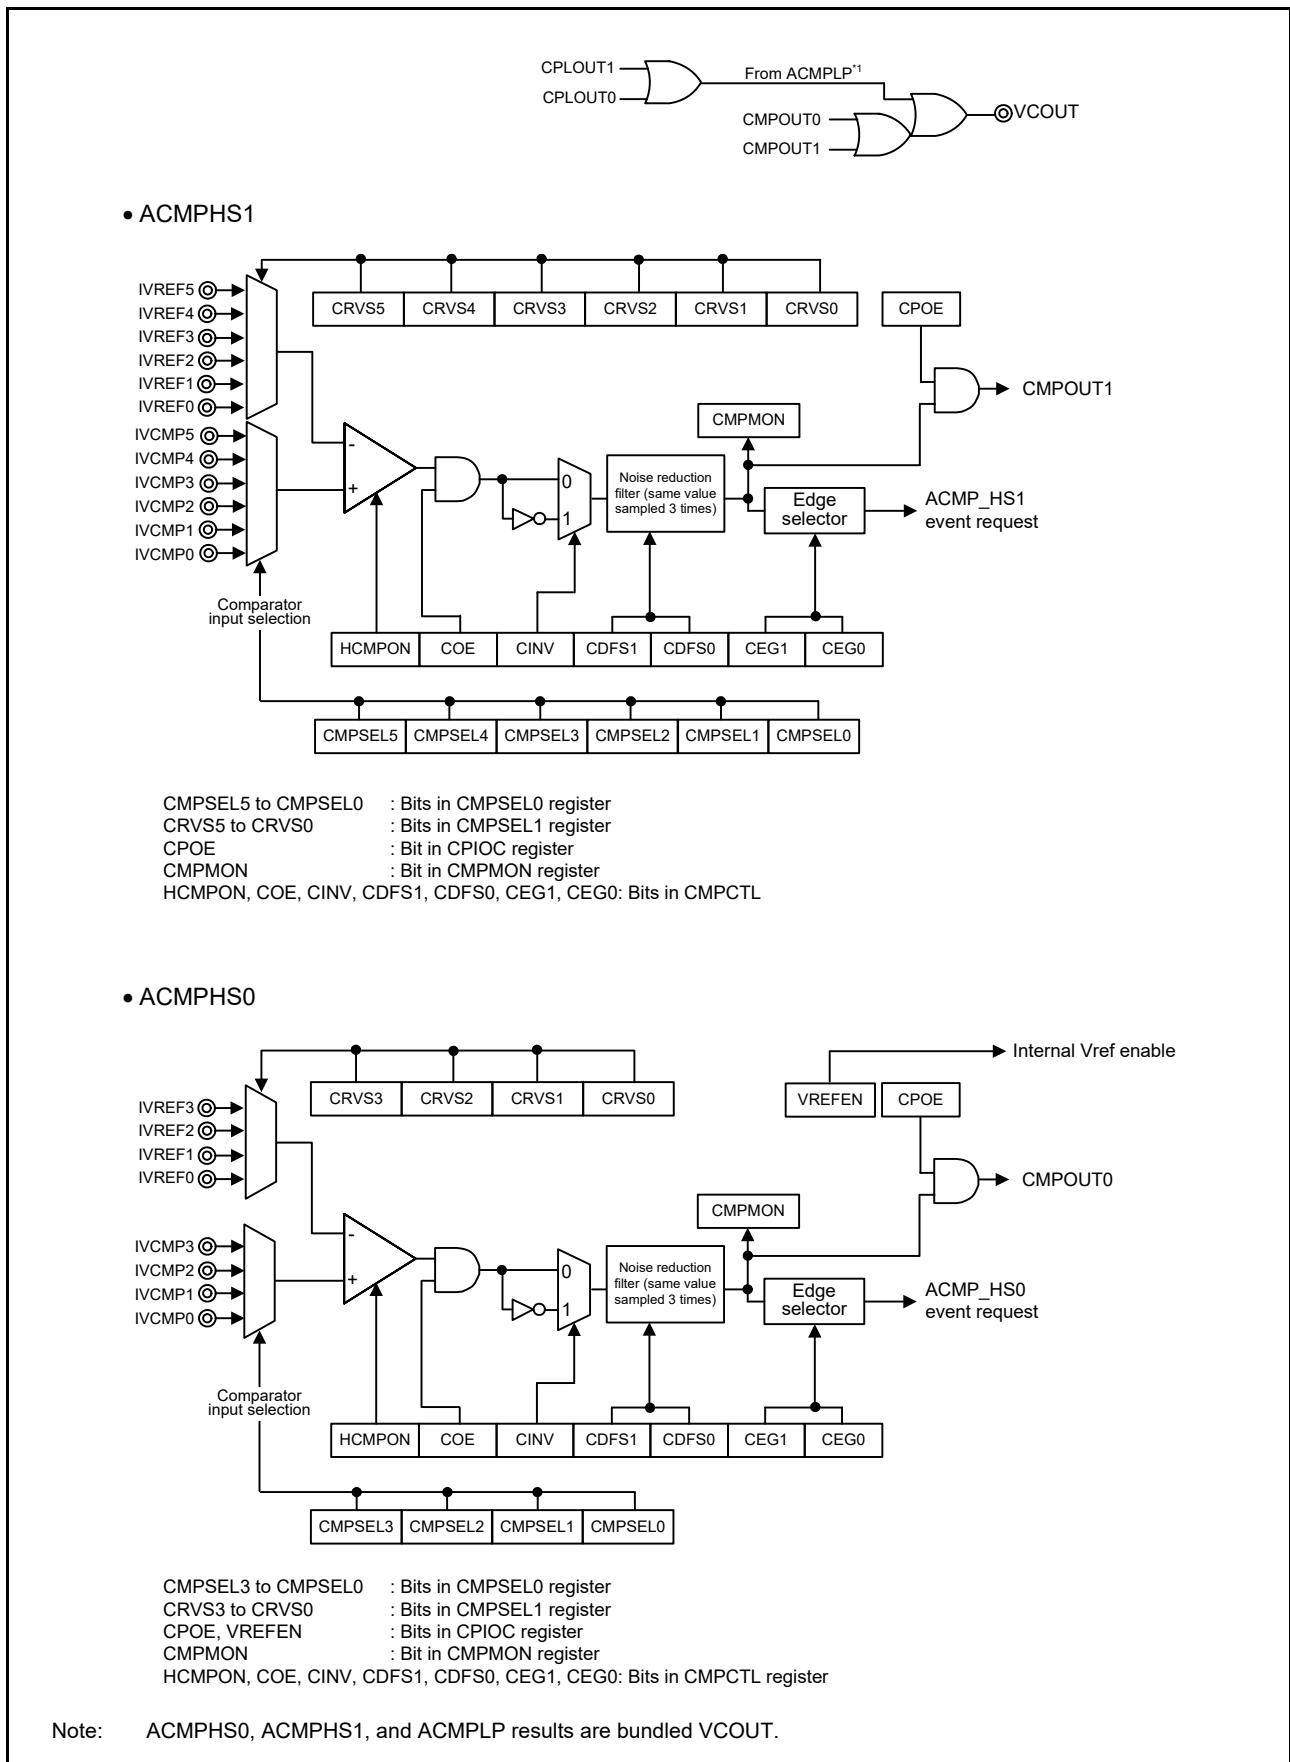 CPLOUT1
CPLOUT0
From ACMPLP*1
CMPOUT0
CMPOUT1
VCOUT
• ACMPHS1
IVREF5
IVREF4
IVREF3
IVREF2
IVREF1
IVREF0
IVCMP5
IVCMP4
IVCMP3
IVCMP2
IVCMP1
IVCMP0
CRVS5 CRVS4 CRVS3 CRVS2 CRVS1 CRVS0
CPOE
CMPOUT1
CMPMON
-
+
0
1
Noise reduction
filter (same value
sampled 3 times)
Edge
selector
ACMP_HS1
event request
Comparator
input selection
HCMPON COE CINV CDFS1 CDFS0 CEG1 CEG0
CMPSEL5 CMPSEL4 CMPSEL3 CMPSEL2 CMPSEL1 CMPSEL0
CMPSEL5 to CMPSEL0 : Bits in CMPSEL0 register
CRVS5 to CRVS0 : Bits in CMPSEL1 register
CPOE : Bit in CPIOC register
CMPMON : Bit in CMPMON register
HCMPON, COE, CINV, CDFS1, CDFS0, CEG1, CEG0: Bits in CMPCTL
• ACMPHS0
IVREF3
IVREF2
IVREF1
IVREF0
IVCMP3
IVCMP2
IVCMP1
IVCMP0
CRVS3 CRVS2 CRVS1 CRVS0
Internal Vref enable
VREFEN CPOE
CMPOUT0
CMPMON
-
+
0
1
Noise reduction
filter (same value
sampled 3 times)
Edge
selector
ACMP_HS0
event request
Comparator
input selection
HCMPON COE CINV CDFS1 CDFS0 CEG1 CEG0
CMPSEL3 CMPSEL2 CMPSEL1 CMPSEL0
CMPSEL3 to CMPSEL0 : Bits in CMPSEL0 register
CRVS3 to CRVS0 : Bits in CMPSEL1 register
CPOE, VREFEN : Bits in CPIOC register
CMPMON : Bit in CMPMON register
HCMPON, COE, CINV, CDFS1, CDFS0, CEG1, CEG0: Bits in CMPCTL register
Note: ACMPHS0, ACMPHS1, and ACMPLP results are bundled VCOUT.